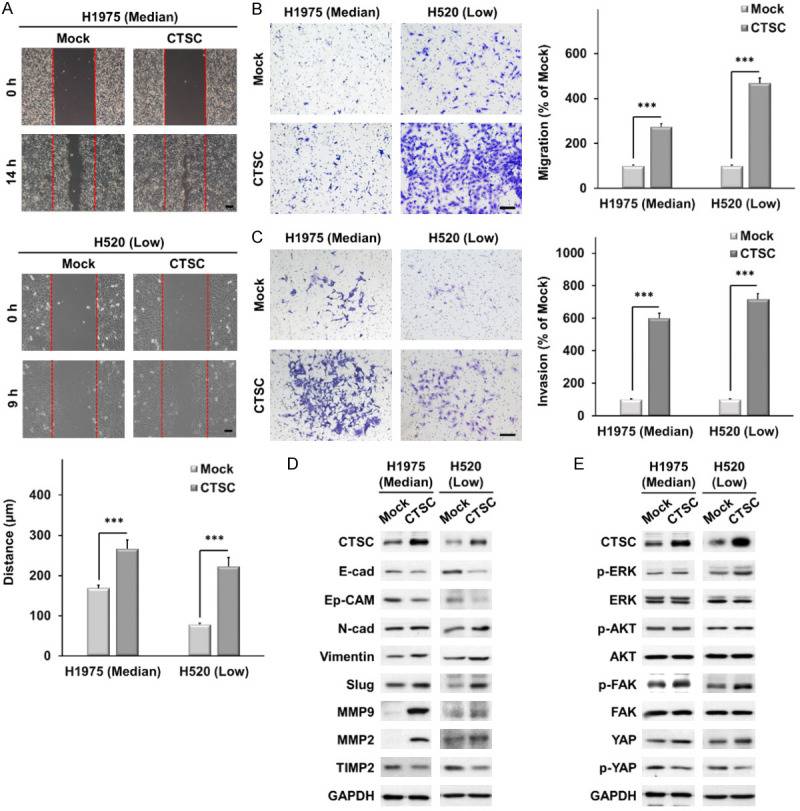 A
H1975 (Median)
Mock
CTSC
0 h
14 h
H520 (Low)
Mock
CTSC
0 h
9 h
Distance (µm)
400
300
200
100
0
Mock
CTSC
***
***
H1975 (Median)
H520 (Low)
B
H1975 (Median)
H520 (Low)
Mock
CTSC
Migration (% of Mock)
600
400
200
0
Mock
CTSC
***
***
H1975 (Median)
H520 (Low)
C
H1975 (Median)
H520 (Low)
Mock
CTSC
Invasion (% of Mock)
1000
800
600
400
200
0
Mock
CTSC
***
***
H1975 (Median)
H520 (Low)
D
H1975
(Median)
H520
(Low)
Mock
CTSC
Mock
CTSC
CTSC
E-cad
Ep-CAM
N-cad
Vimentin
Slug
MMP9
MMP2
TIMP2
GAPDH
E
H1975
(Median)
H520
(Low)
Mock
CTSC
Mock
CTSC
CTSC
p-ERK
ERK
p-AKT
AKT
p-FAK
FAK
YAP
p-YAP
GAPDH